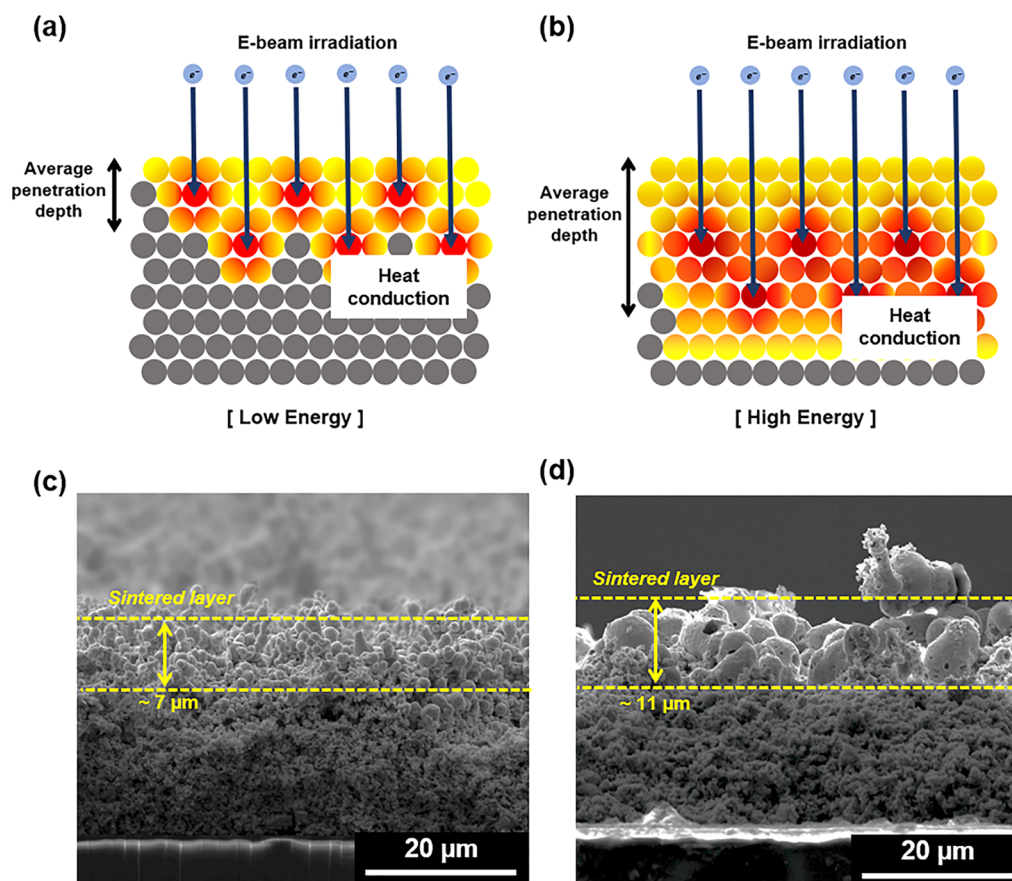 (a)
E-beam irradiation
e⁻ e⁻ e⁻ e⁻ e⁻ e⁻
Average
penetration
depth
Heat
conduction
[ Low Energy ]
(b)
E-beam irradiation
e⁻ e⁻ e⁻ e⁻ e⁻ e⁻
Average
penetration
depth
Heat
conduction
[ High Energy ]
(c)
Sintered layer
~ 7 µm
20 µm
(d)
Sintered layer
~ 11 µm
20 µm